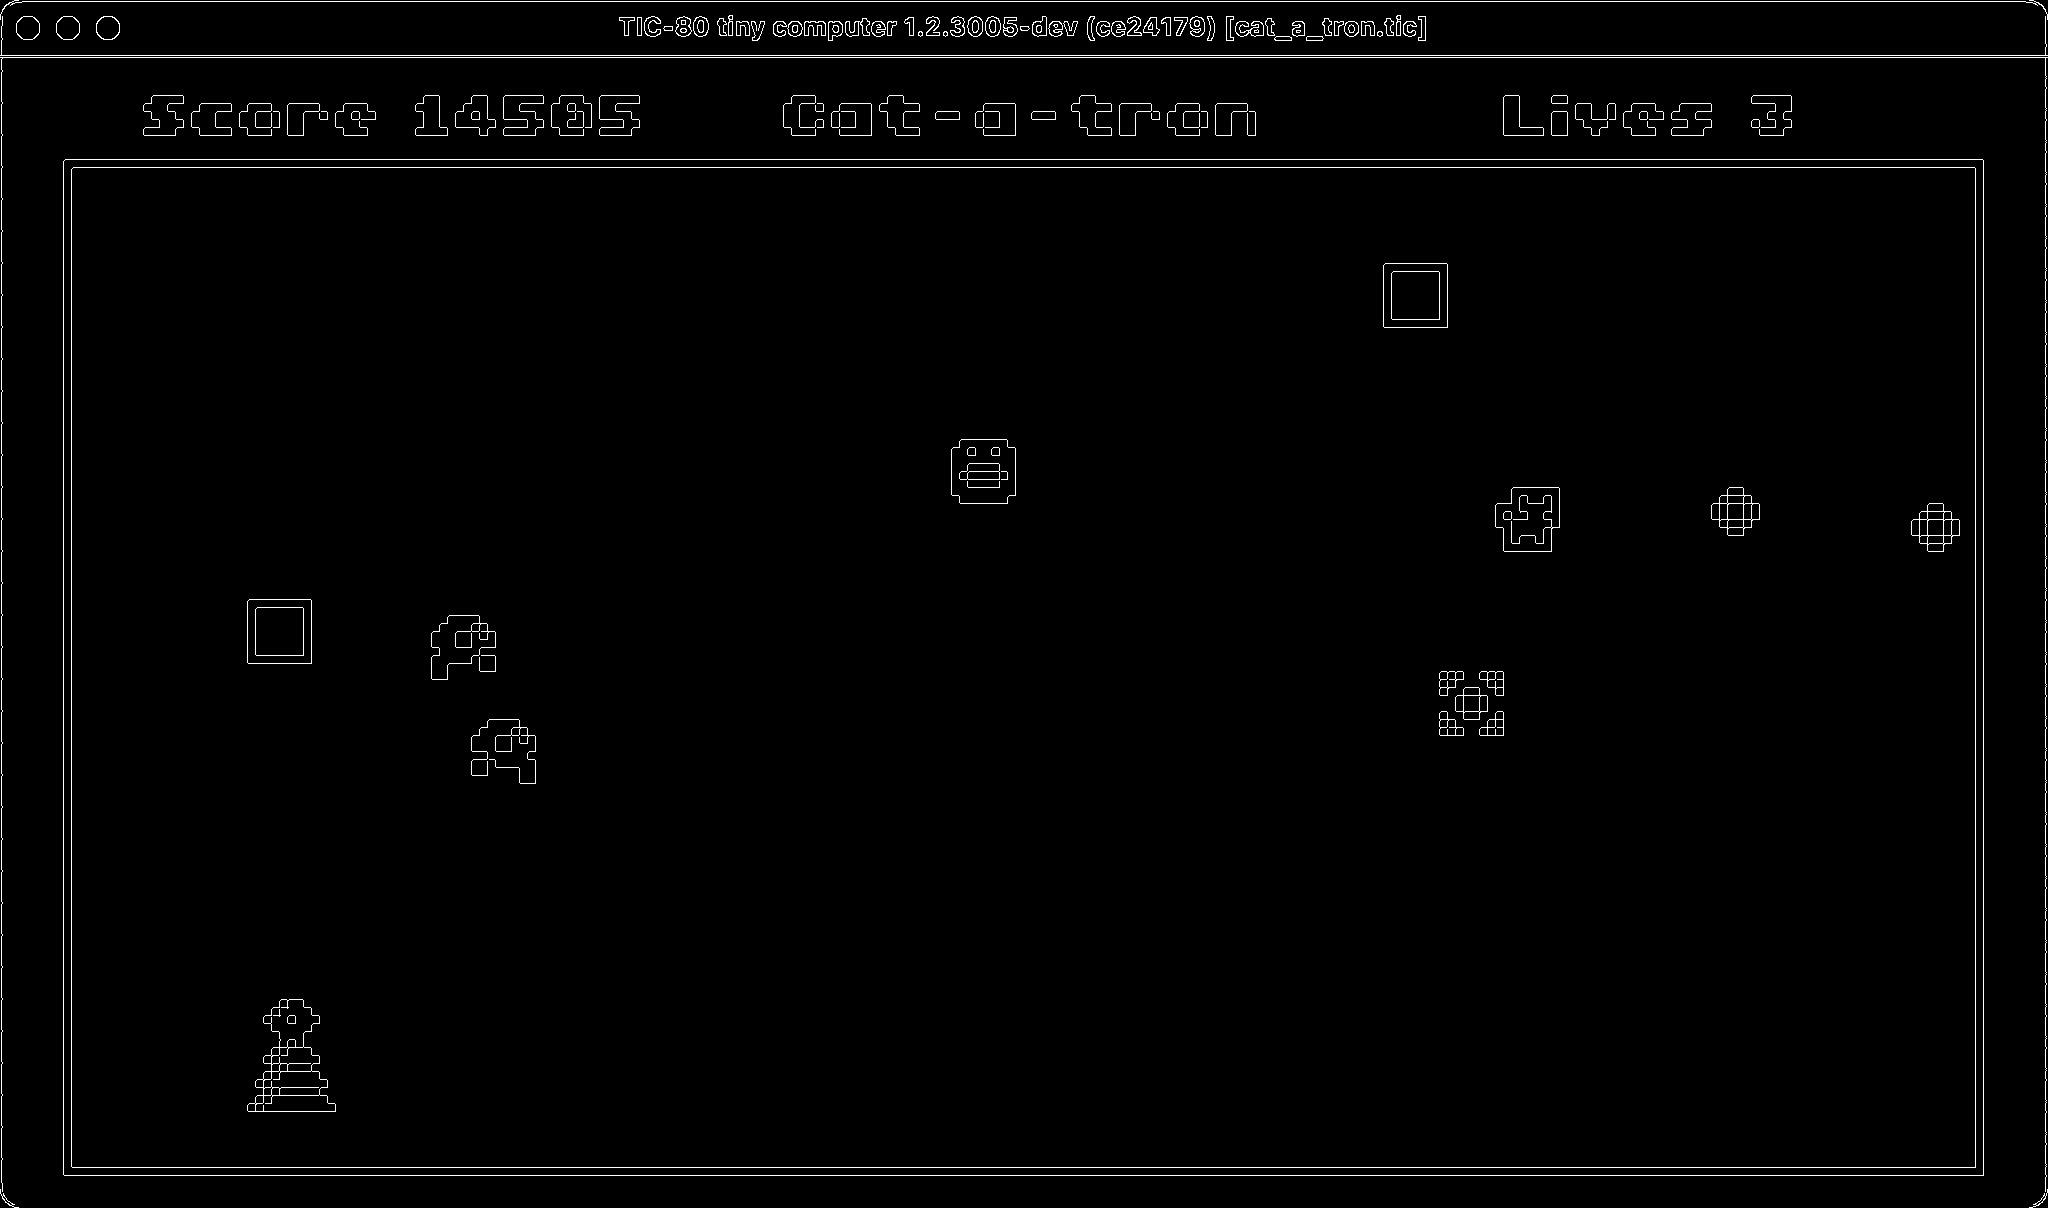 TIC-80 tiny computer 1.2.3005-dev (ce24179) [cat_a_tron.tic]
Score 14505 Cat-a-tron Lives 3